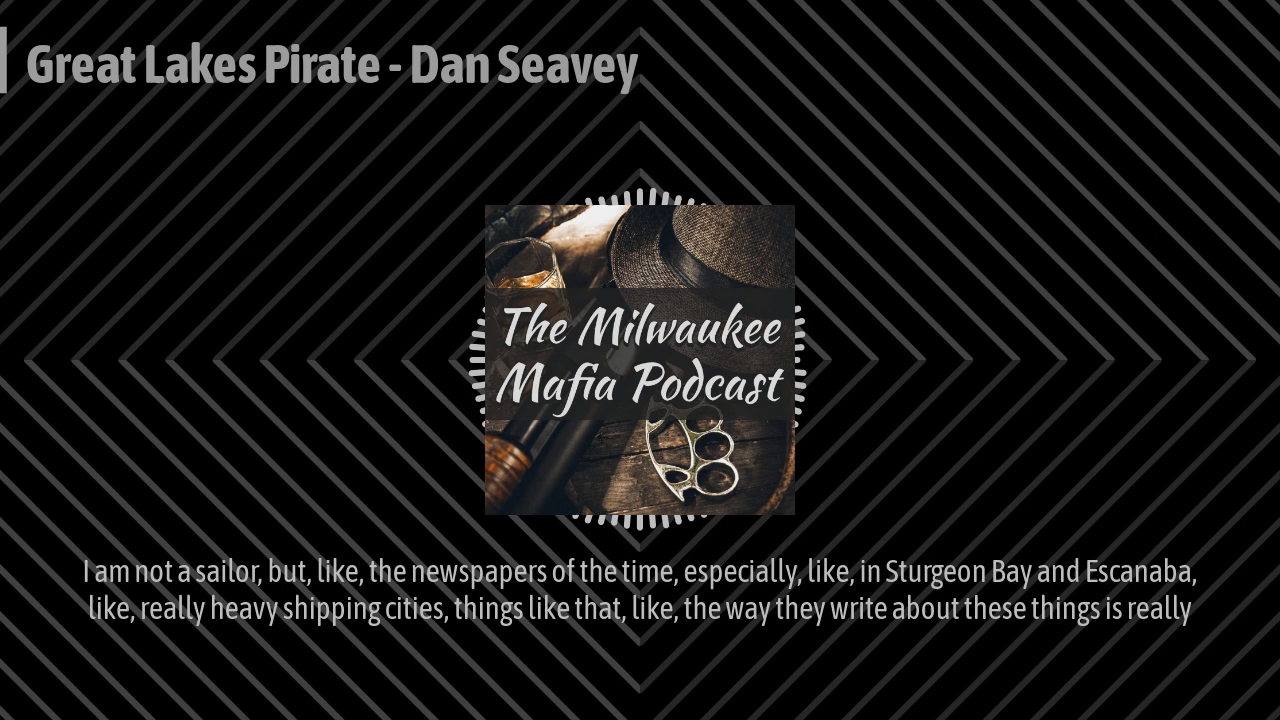 Great Lakes Pirate - Dan Seavey
The Milwaukee
Mafia Podcast
I am not a sailor, but, like, the newspapers of the time, especially, like, in Sturgeon Bay and Escanaba,
like, really heavy shipping cities, things like that, like, the way they write about these things is really